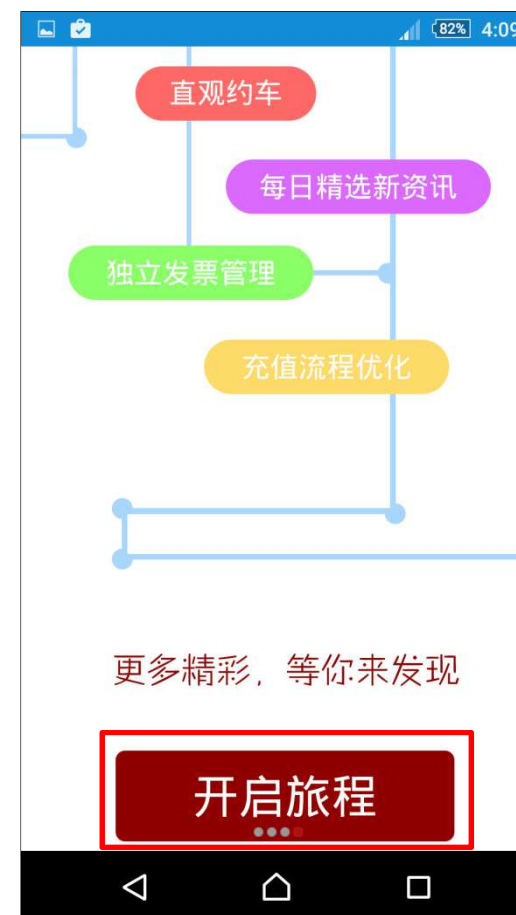 82% 4:09
直观约车
每日精选新资讯
独立发票管理
充值流程优化
更多精彩，等你来发现
开启旅程